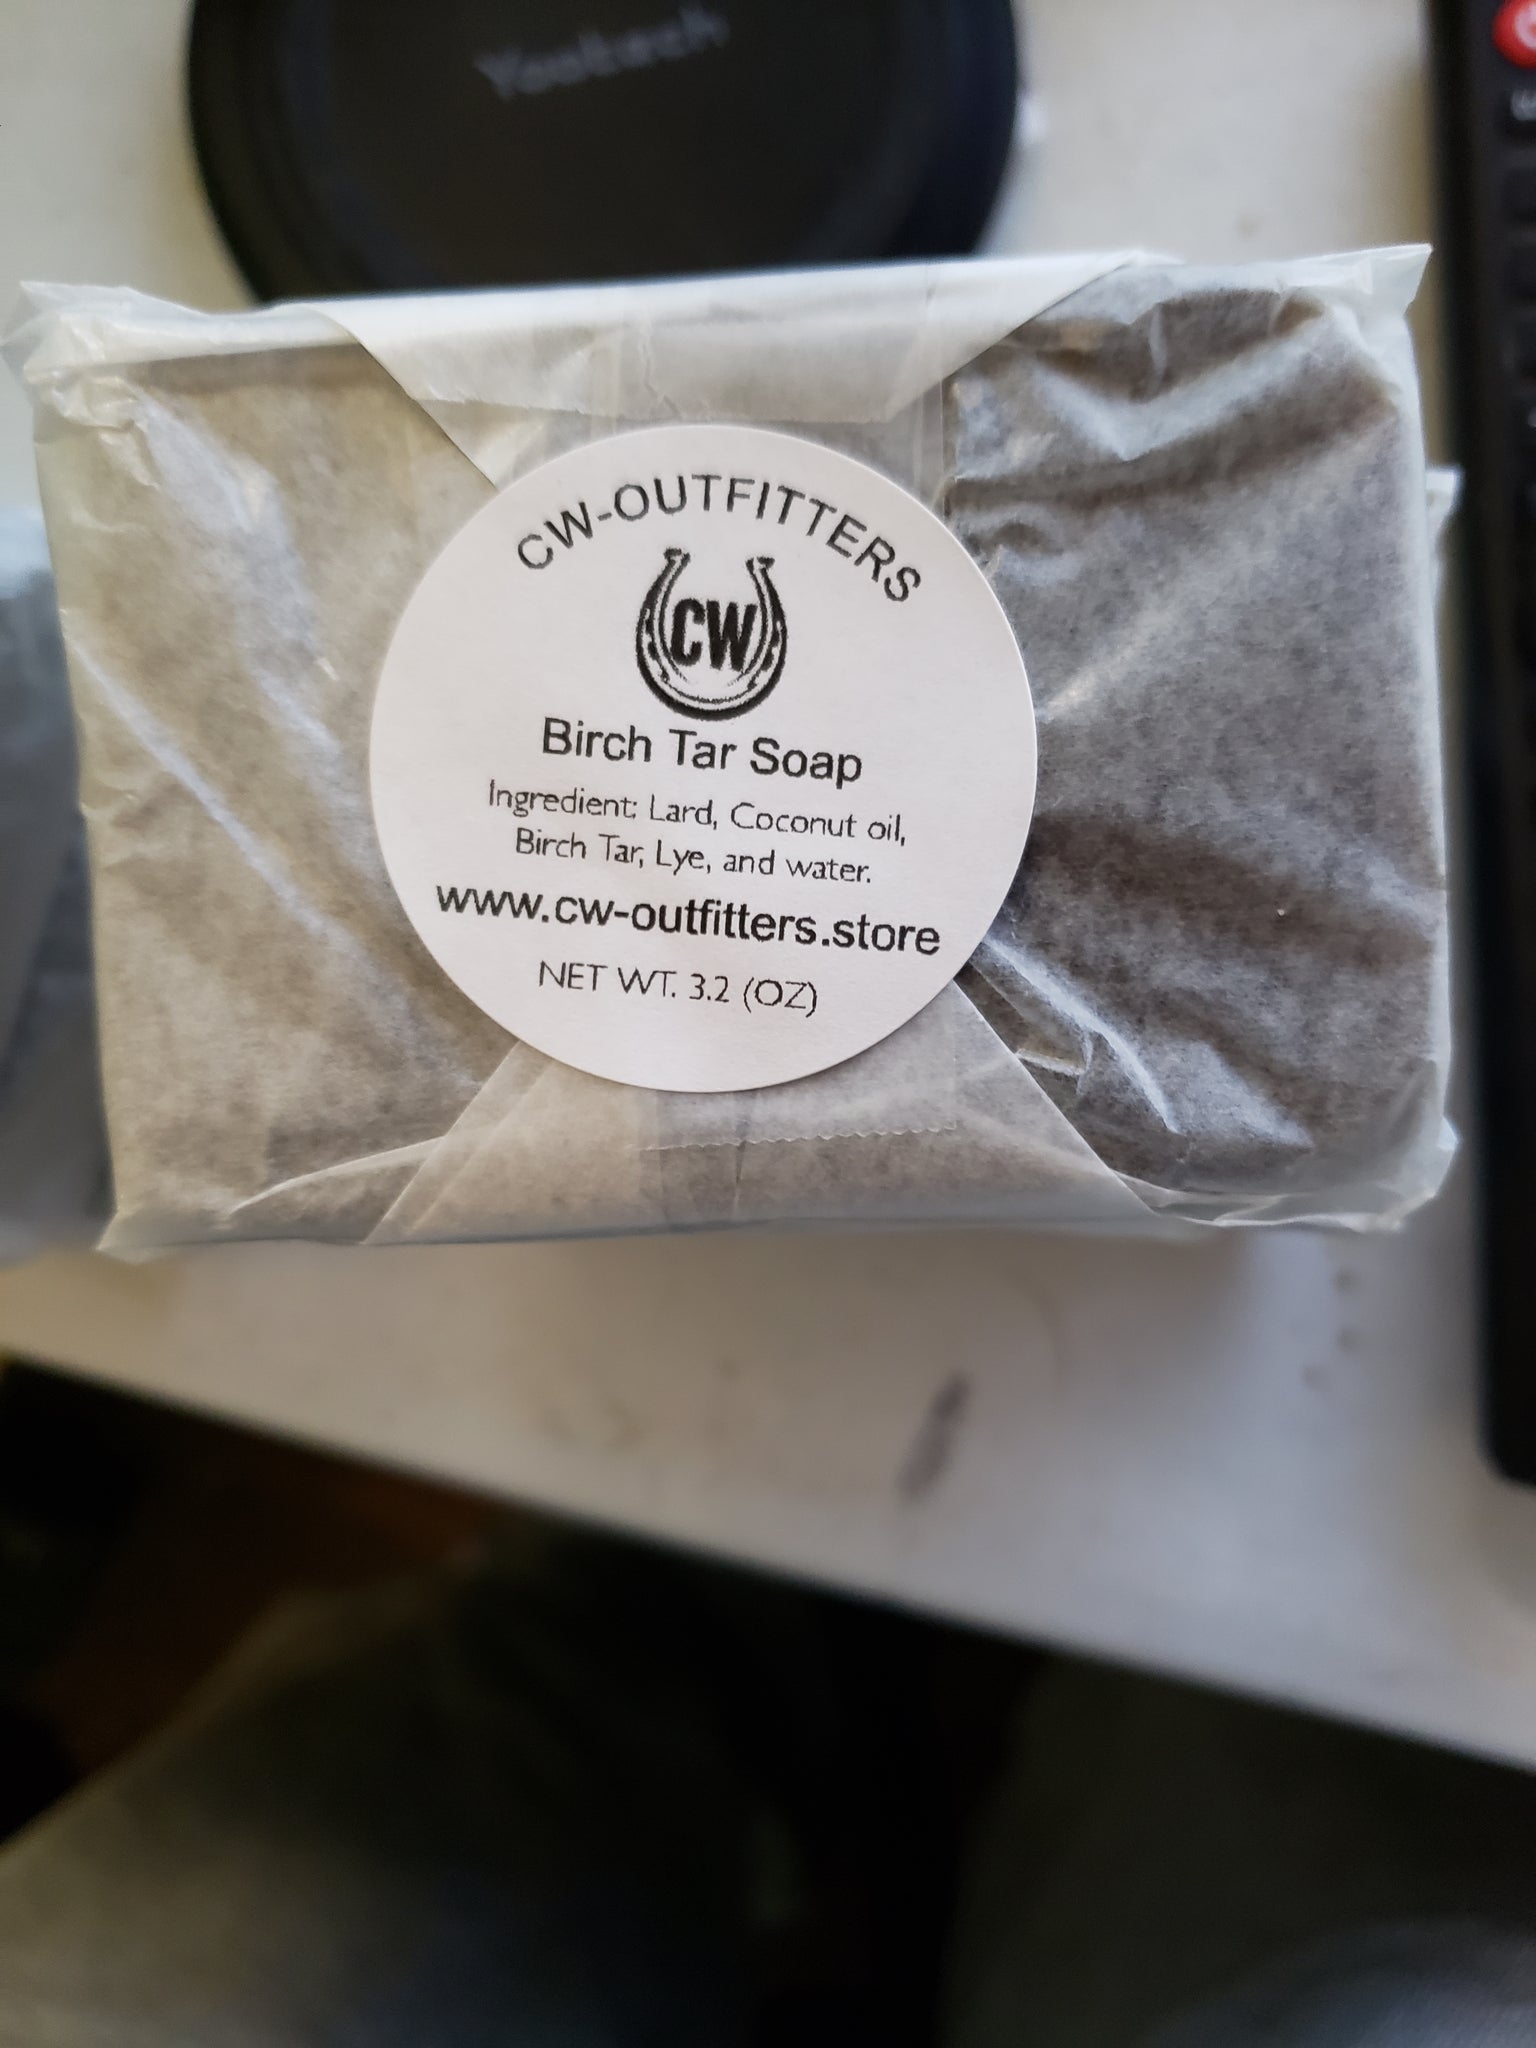 Yootech
CW-OUTFITTERS
CW
Birch Tar Soap
Ingredient: Lard, Coconut oil,
Birch Tar, Lye, and water.
www.cw-outfitters.store
NET WT. 3.2 (OZ)